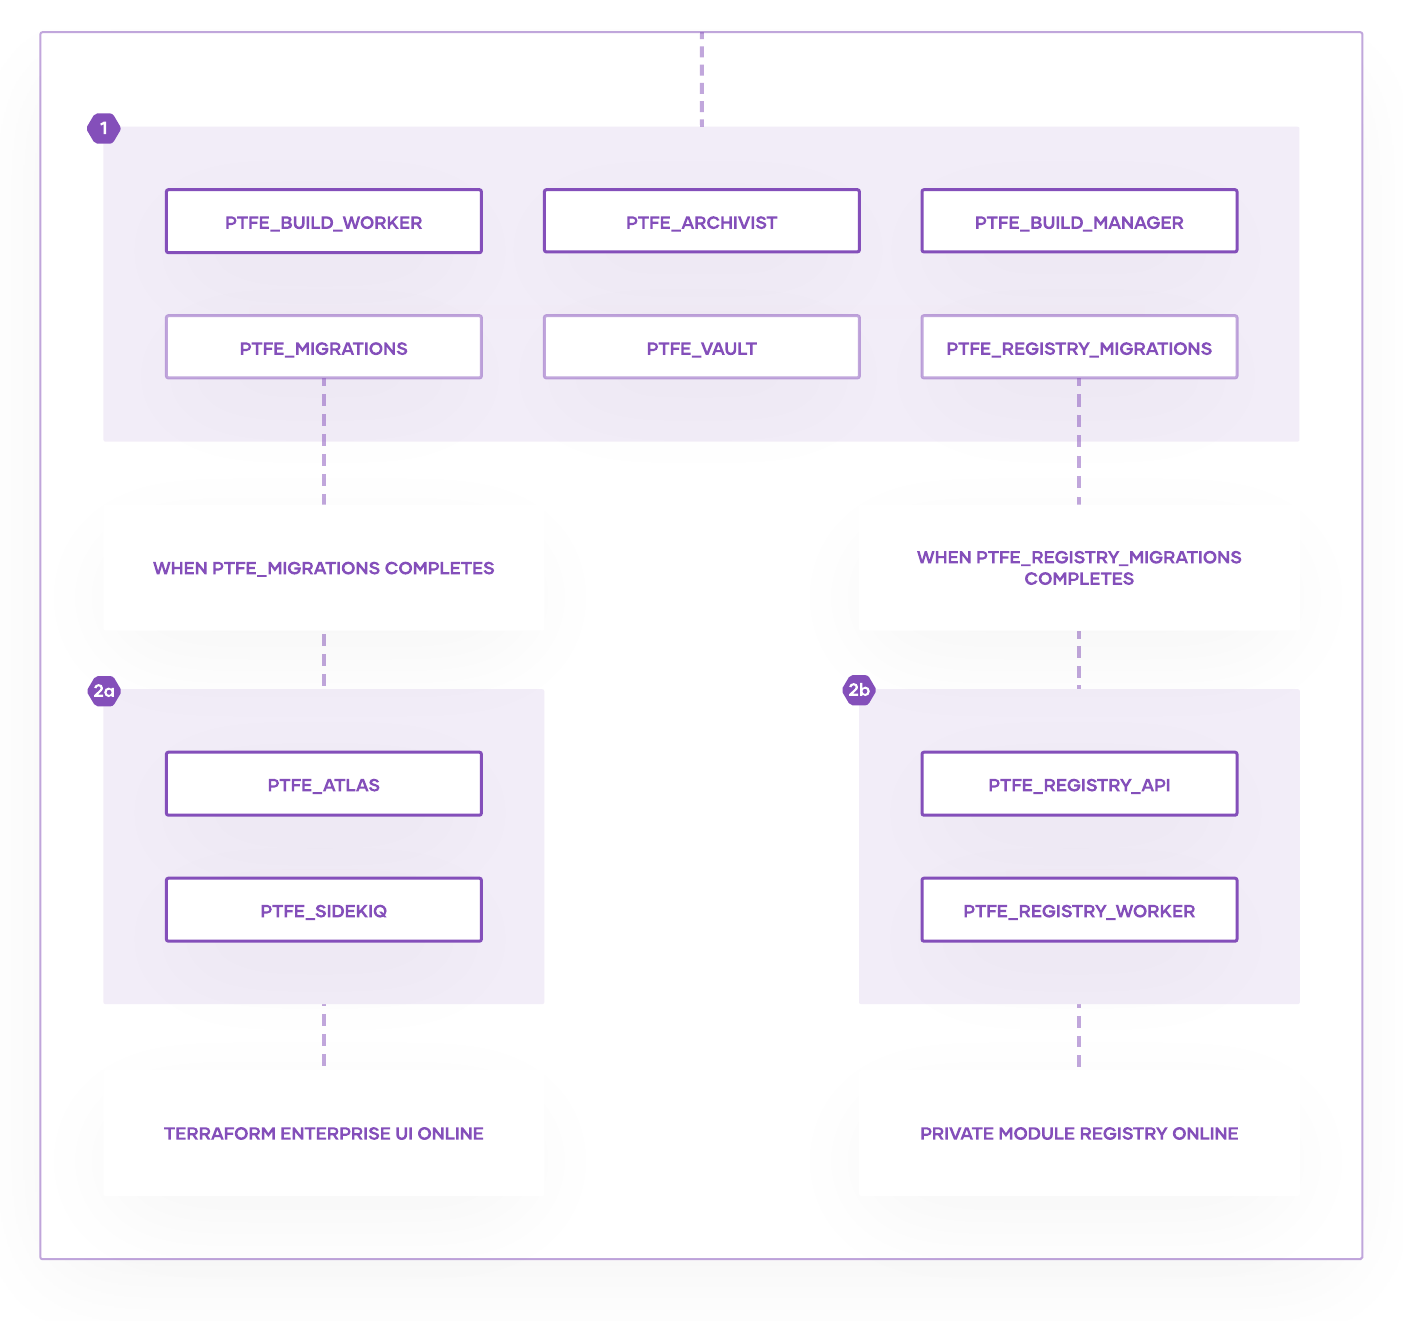 1
PTFE_BUILD_WORKER
PTFE_ARCHIVIST
PTFE_BUILD_MANAGER
PTFE_MIGRATIONS
PTFE_VAULT
PTFE_REGISTRY_MIGRATIONS
WHEN PTFE_MIGRATIONS COMPLETES
WHEN PTFE_REGISTRY_MIGRATIONS
COMPLETES
2a
PTFE_ATLAS
PTFE_SIDEKIQ
2b
PTFE_REGISTRY_API
PTFE_REGISTRY_WORKER
TERRAFORM ENTERPRISE UI ONLINE
PRIVATE MODULE REGISTRY ONLINE